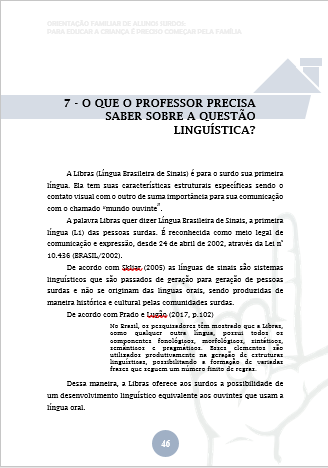 ORIENTAÇÃO FAMILIAR DE ALUNOS SURDOS:
PARA EDUCAR A CRIANÇA É PRECISO COMEÇAR PELA FAMÍLIA
7 - O QUE O PROFESSOR PRECISA
SABER SOBRE A QUESTÃO
LINGUÍSTICA?
A Libras (Língua Brasileira de Sinais) é para o surdo sua primeira
língua. Ela tem suas características estruturais específicas sendo o
contato visual com o outro de suma importância para sua comunicação
com o chamado "mundo ouvinte".
A palavra Libras quer dizer Língua Brasileira de Sinais, a primeira
língua (L1) das pessoas surdas. É reconhecida como meio legal de
comunicação e expressão, desde 24 de abril de 2002, através da Lei n°
10.436 (BRASIL/2002).
De acordo com Skliar (2005) as línguas de sinais são sistemas
linguísticos que são passados de geração para geração de pessoas
surdas e não se originam das línguas orais, sendo produzidas de
maneira histórica e cultural pelas comunidades surdas.
De acordo com Prado e Lugão (2017, p.102)
No Brasil, os pesquisadores têm mostrado que a Libras,
como qualquer outra língua, possui todos os
componentes fonológicos, morfológicos, sintéticos,
semânticos e pragmáticos. Esses elementos são
utilizados produtivamente na geração de estruturas
linguísticas, possibilitando a formação de variadas
frases que seguem um número finito de regras.
Dessa maneira, a Libras oferece aos surdos a possibilidade de
um desenvolvimento linguístico equivalente aos ouvintes que usam a
língua oral.
46